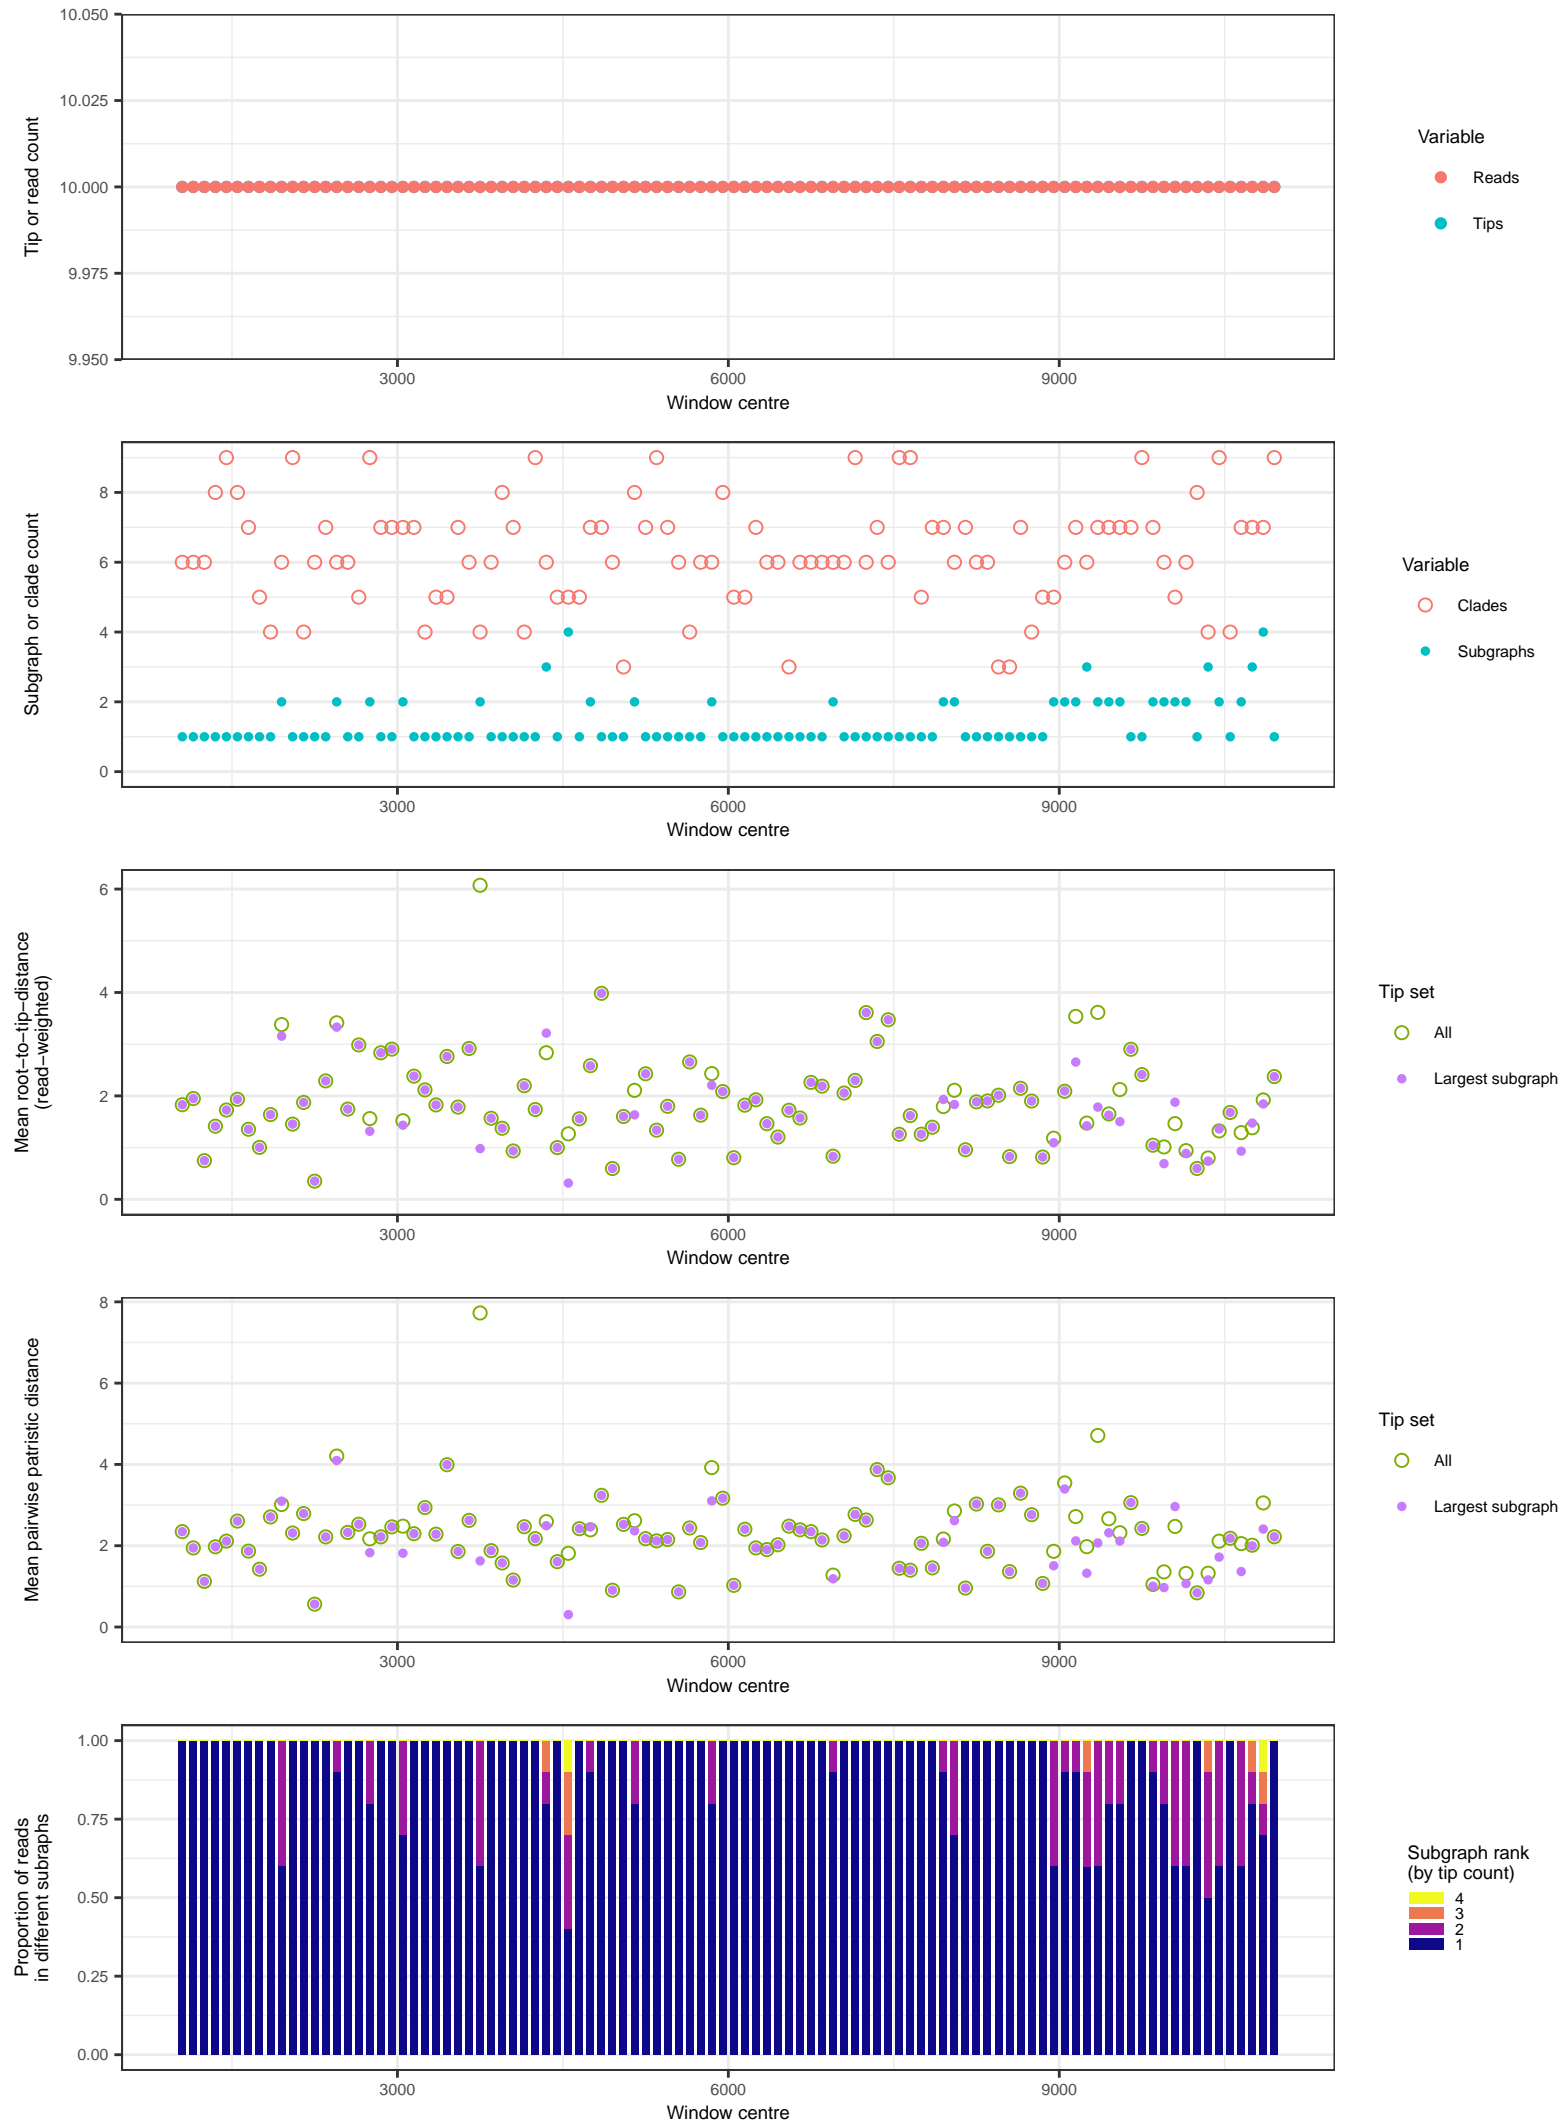 10.050
10.025
10.000
9.975
9.950
Tip or read count
3000
6000
9000
Window centre
Variable
Reads
Tips
8
6
4
2
0
Subgraph or clade count
3000
6000
9000
Window centre
Variable
Clades
Subgraphs
6
4
2
0
Mean root−to−tip−distance
(read−weighted)
3000
6000
9000
Window centre
Tip set
All
Largest subgraph
8
6
4
2
0
Mean pairwise patristic distance
3000
6000
9000
Window centre
Tip set
All
Largest subgraph
1.00
0.75
0.50
0.25
0.00
Proportion of reads
in different subraphs
3000
6000
9000
Window centre
Subgraph rank
(by tip count)
4
3
2
1